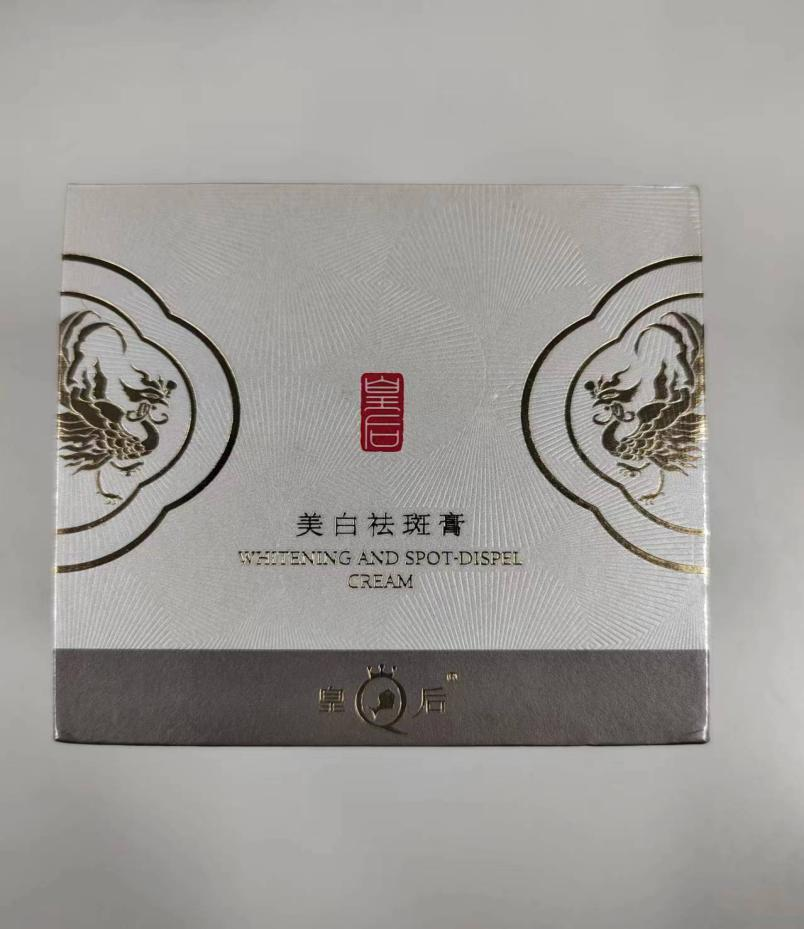 皇后
美白祛斑膏
WHITENING AND SPOT-DISPEL
CREAM
皇 Q 后